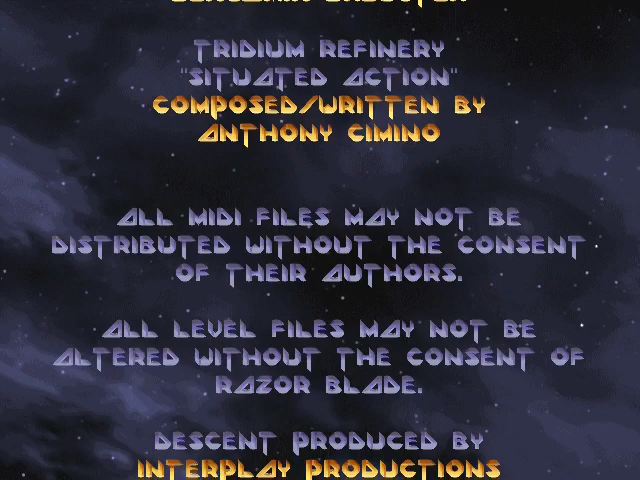 TRIDIUM REFINERY
"SITUATED ACTION"
COMPOSED/WRITTEN BY
ANTHONY CIMINO
ALL MIDI FILES MAY NOT BE
DISTRIBUTED WITHOUT THE CONSENT
OF THEIR AUTHORS.
ALL LEVEL FILES MAY NOT BE
ALTERED WITHOUT THE CONSENT OF
RAZOR BLADE.
DESCENT PRODUCED BY
INTERPLAY PRODUCTIONS